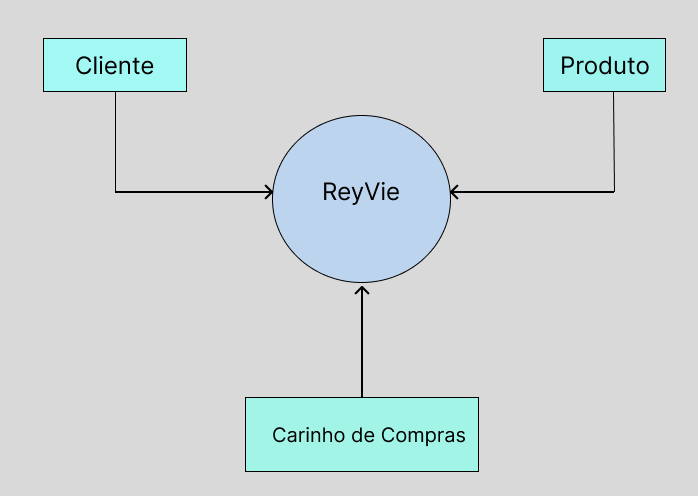 Cliente
Produto
ReyVie
Carinho de Compras